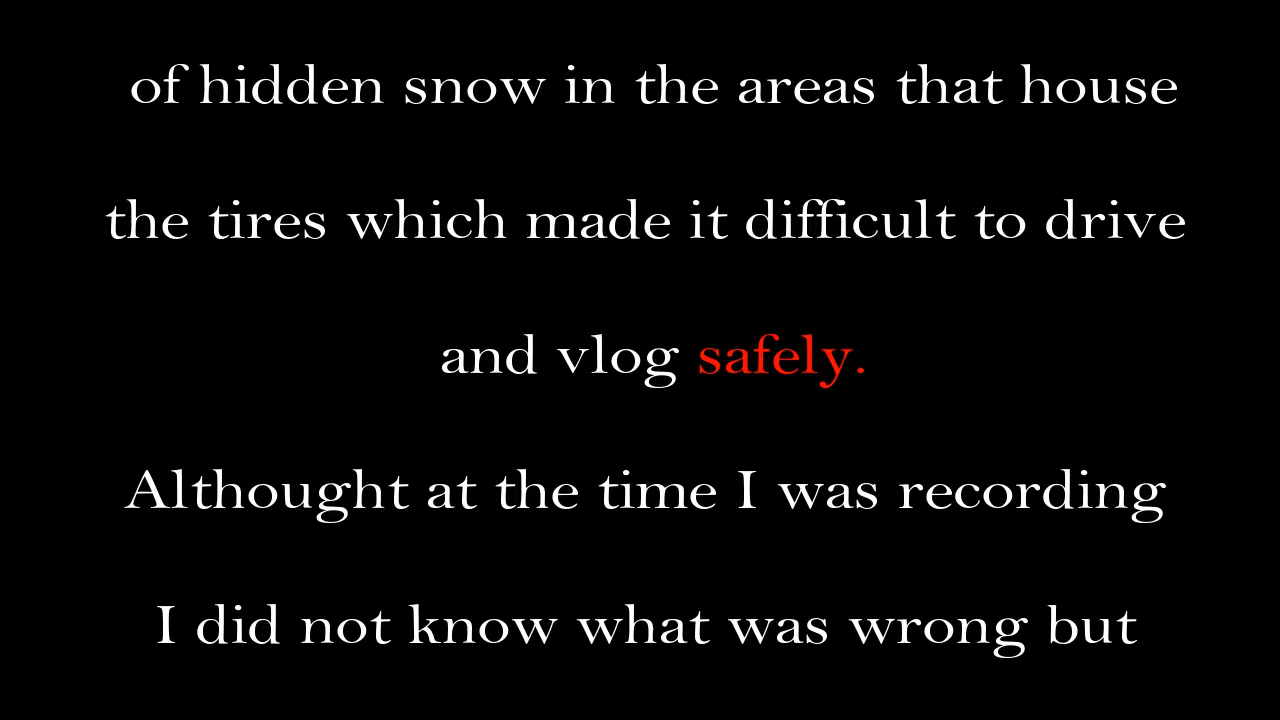 of hidden snow in the areas that house
the tires which made it difficult to drive
and vlog safely.
Althought at the time I was recording
I did not know what was wrong but